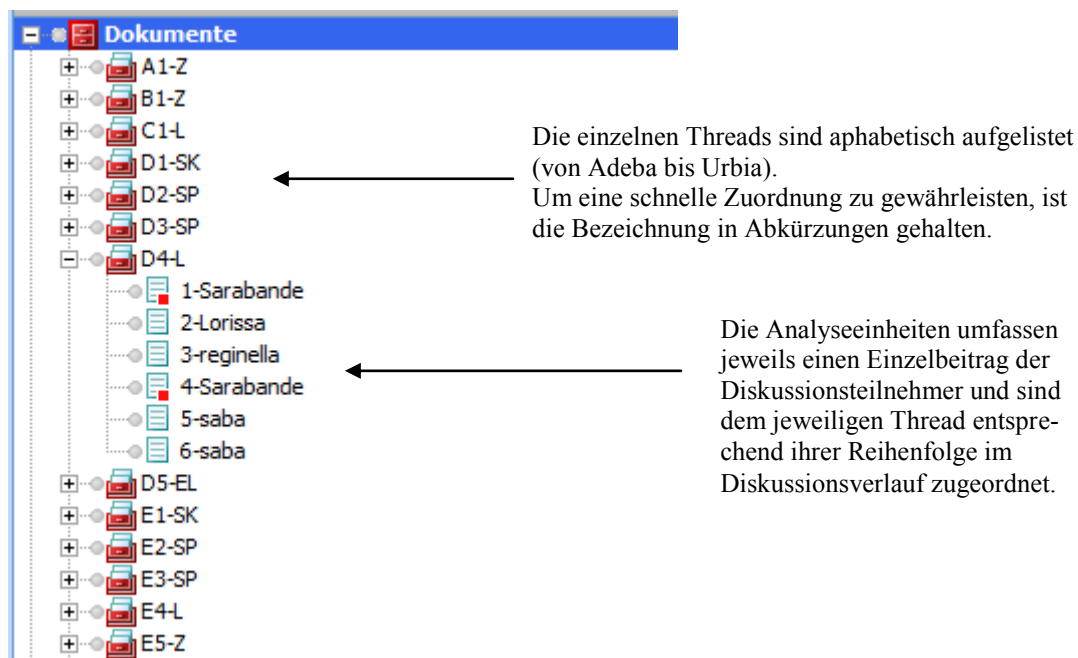 Dokumente
A1-Z
B1-Z
C1-L
D1-SK
D2-SP
D3-SP
D4-L
1-Sarabande
2-Lorissa
3-reginella
4-Sarabande
5-saba
6-saba
D5-EL
E1-SK
E2-SP
E3-SP
E4-L
E5-Z
Die einzelnen Threads sind aphabetisch aufgelistet
(von Adeba bis Urbia).
Um eine schnelle Zuordnung zu gewährleisten, ist
die Bezeichnung in Abkürzungen gehalten.
Die Analyseeinheiten umfassen
jeweils einen Einzelbeitrag der
Diskussionsteilnehmer und sind
dem jeweiligen Thread entspre-
chend ihrer Reihenfolge im
Diskussionsverlauf zugeordnet.